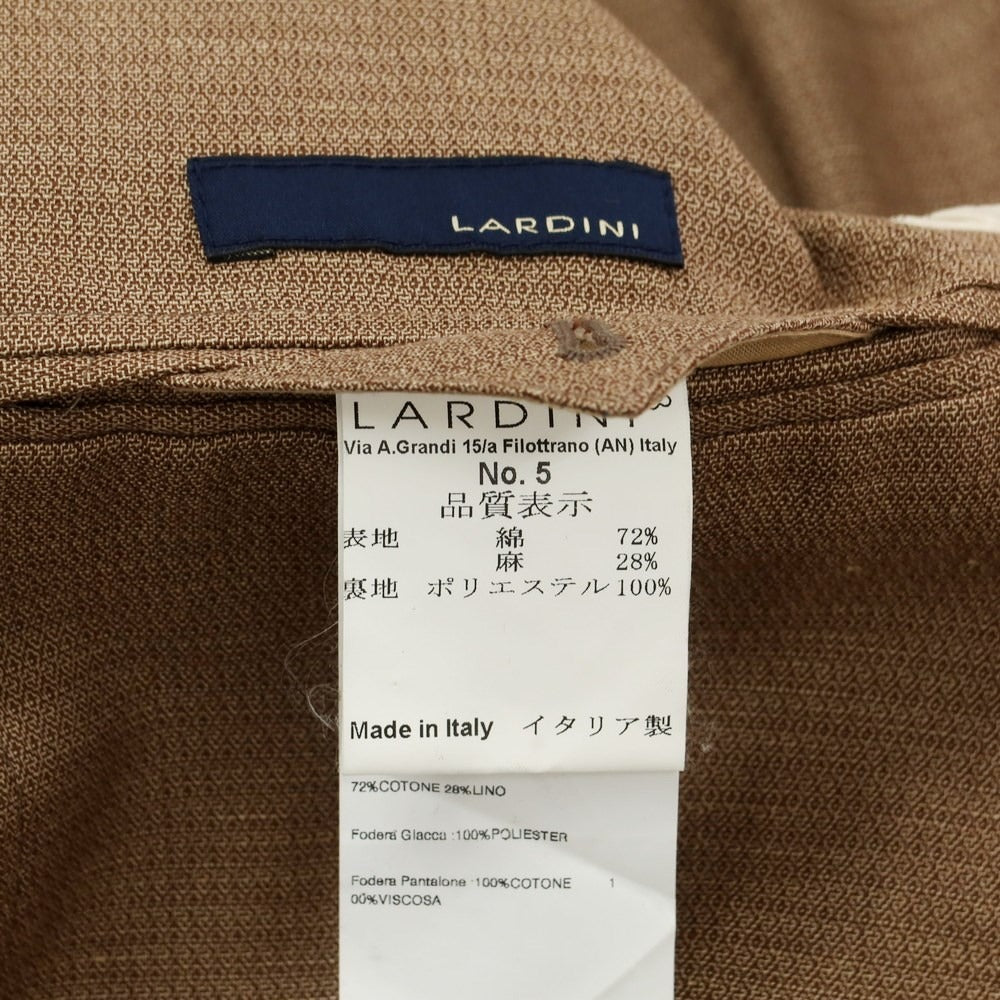 LARDINI
LARDINI
Via A.Grandi 15/a Filottrano (AN) Italy
No. 5
品質表示
表地 綿 72%
麻 28%
裏地 ポリエステル 100%
Made in Italy イタリア製
72%COTONE 28%LINO
Fodera Giacca :100%POLIESTER
Fodera Pantalone :100%COTONE 1
00%VISCOSA